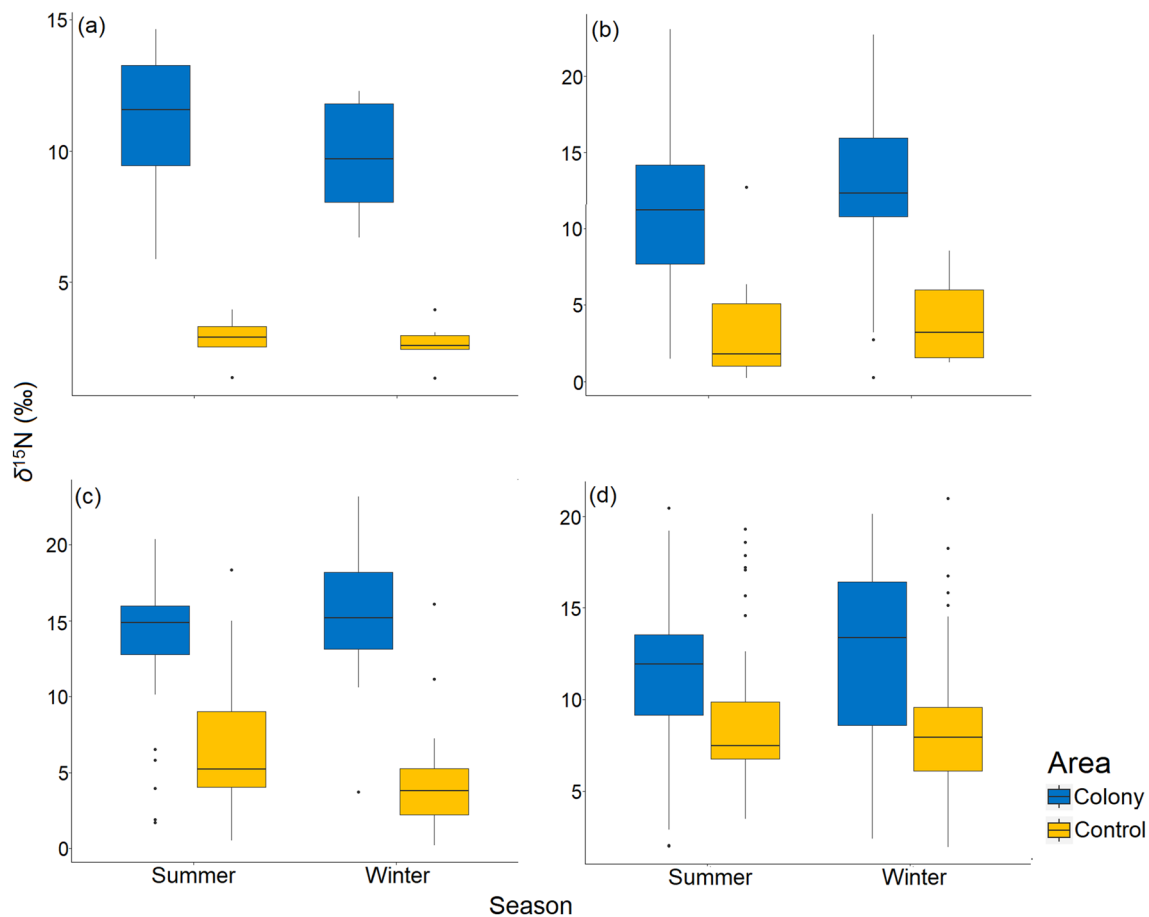 (a)
15
10
5
(b)
20
15
10
5
0
δ¹⁵N (‰)
(c)
20
15
10
5
0
(d)
20
15
10
5
Area
Colony
Control
Summer Winter
Summer Winter
Season